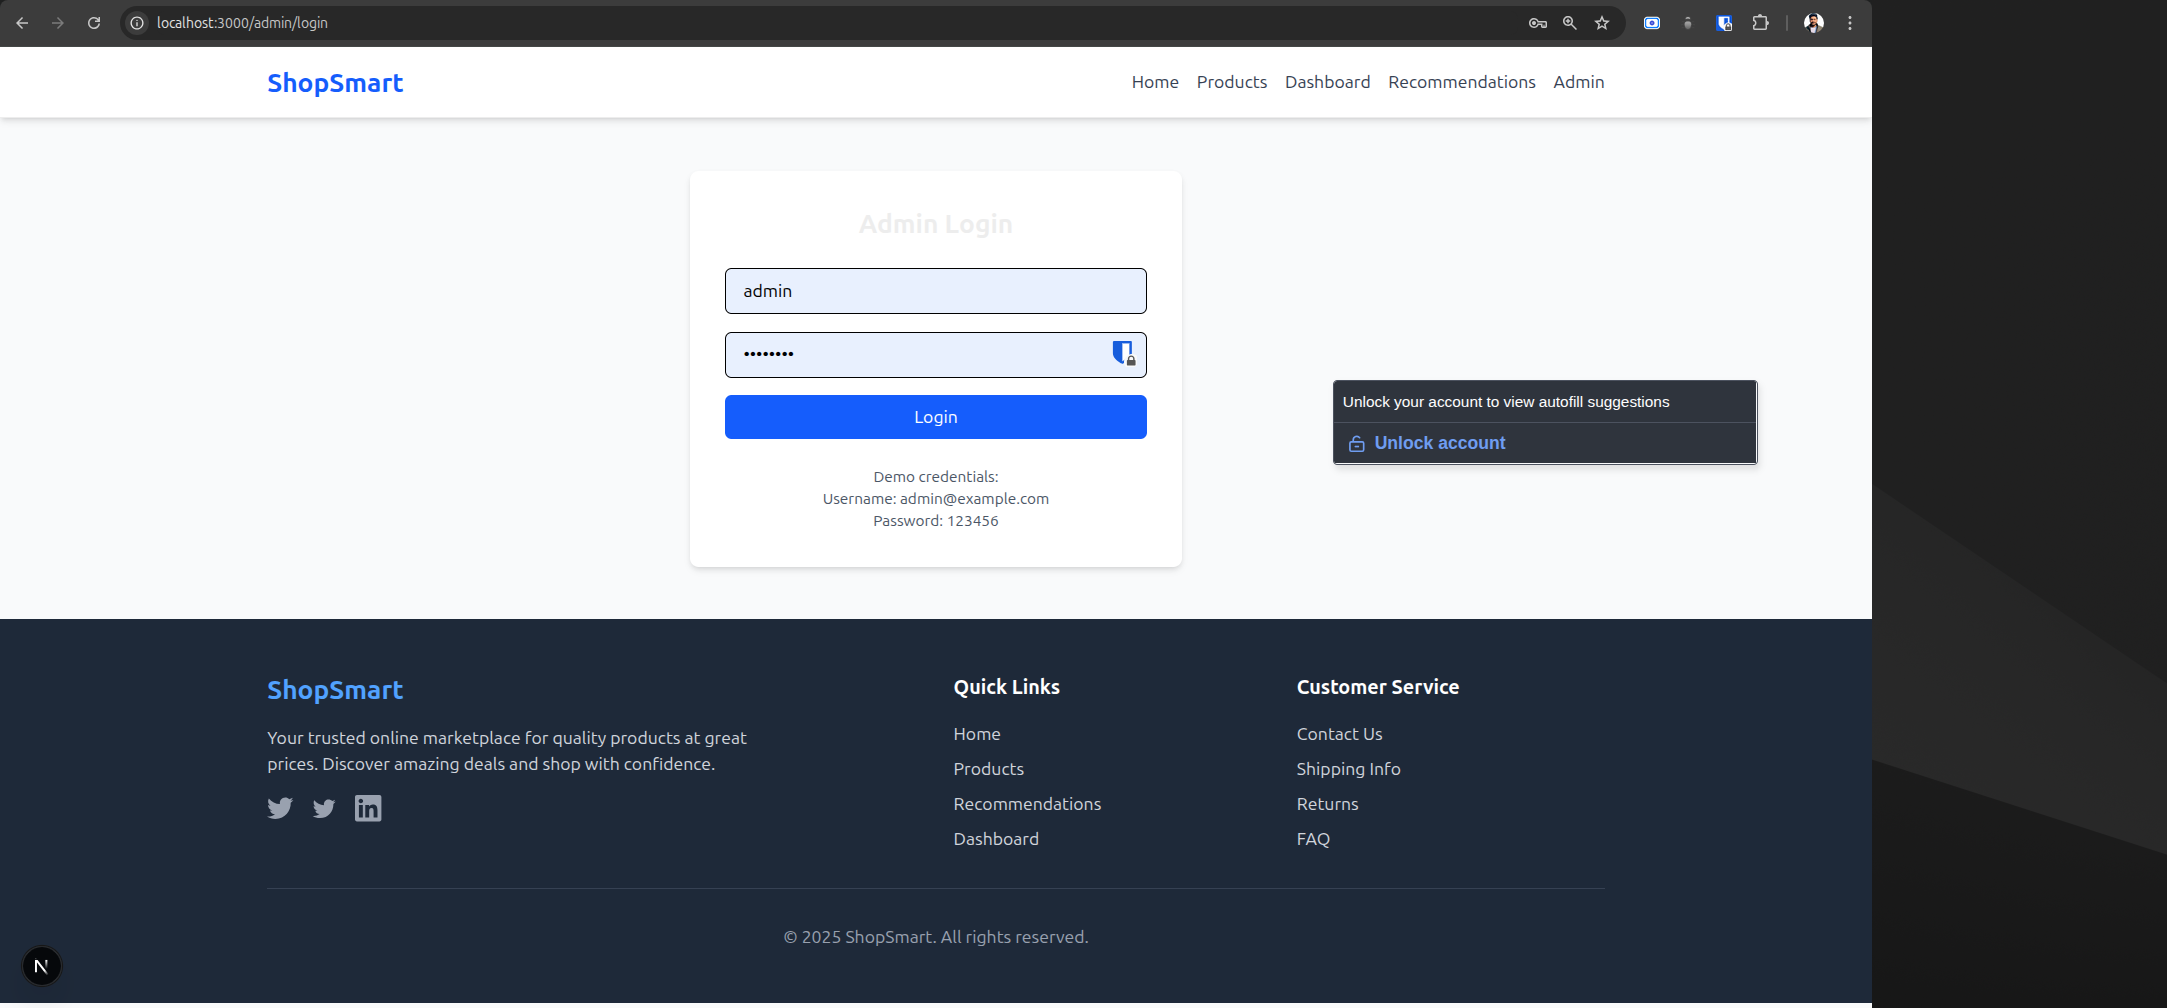 localhost:3000/admin/login
ShopSmart
Home Products Dashboard Recommendations Admin
Admin Login
admin
••••••••
Login
Demo credentials:
Username: admin@example.com
Password: 123456
Unlock your account to view autofill suggestions
Unlock account
ShopSmart
Your trusted online marketplace for quality products at great
prices. Discover amazing deals and shop with confidence.
in
Quick Links
Home
Products
Recommendations
Dashboard
Customer Service
Contact Us
Shipping Info
Returns
FAQ
© 2025 ShopSmart. All rights reserved.
N